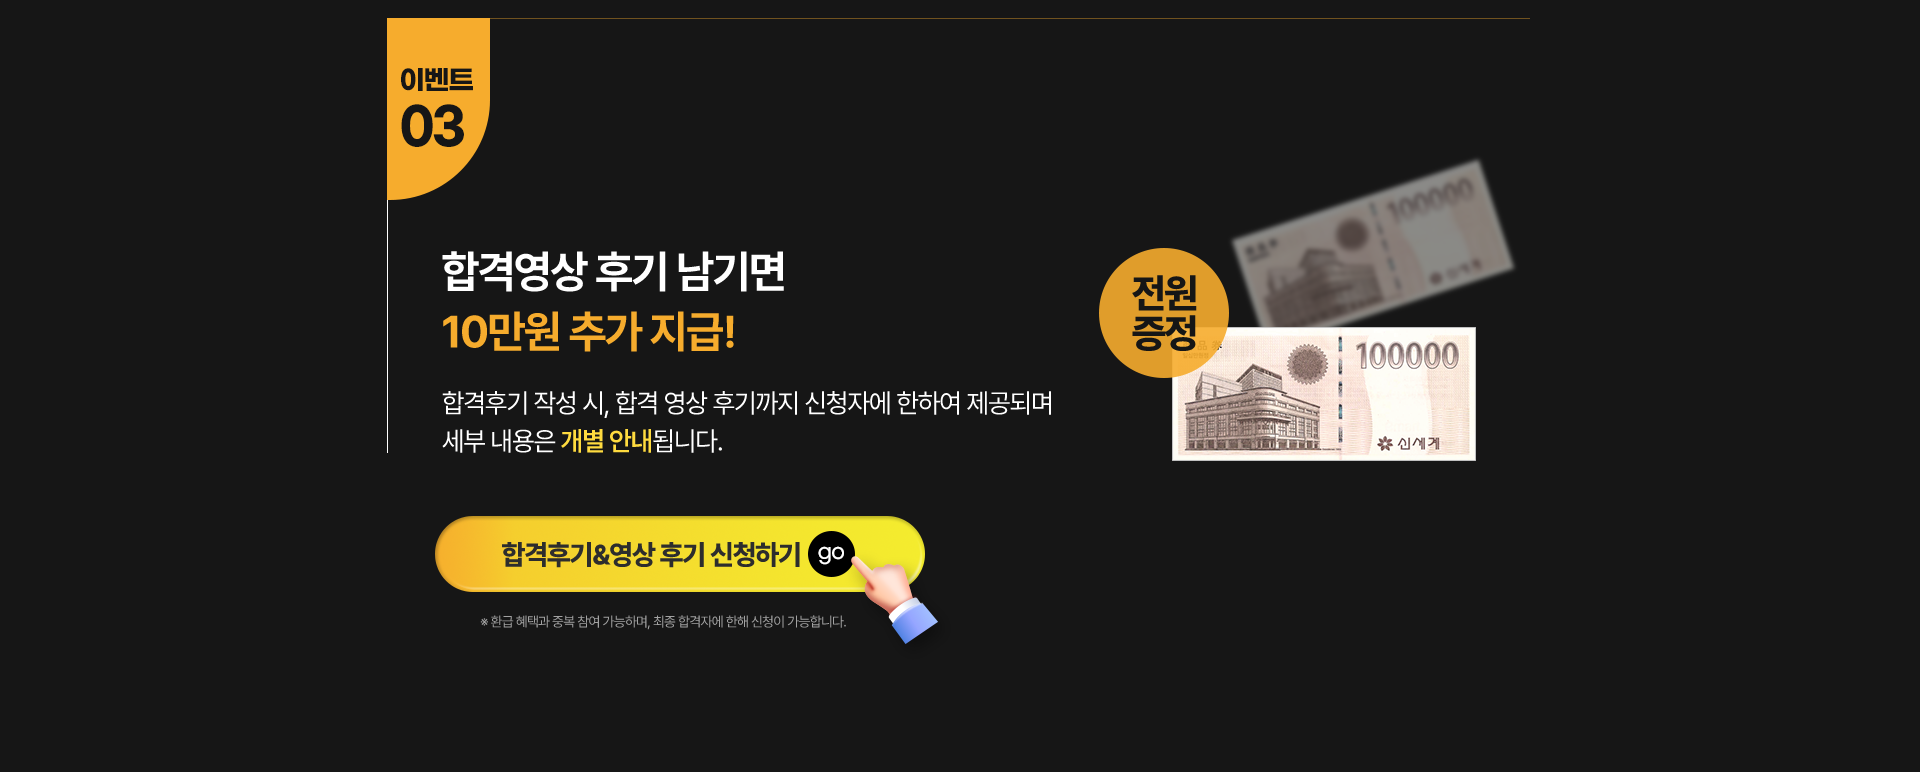 이벤트
03
합격영상 후기 남기면
10만원 추가 지급!
합격후기 작성 시, 합격 영상 후기까지 신청자에 한하여 제공되며
세부 내용은 개별 안내됩니다.
합격후기&영상 후기 신청하기 go
※ 환급 혜택과 중복 참여 가능하며, 최종 합격자에 한해 신청이 가능합니다.
전원
증정
100000
신세계
100000
신세계